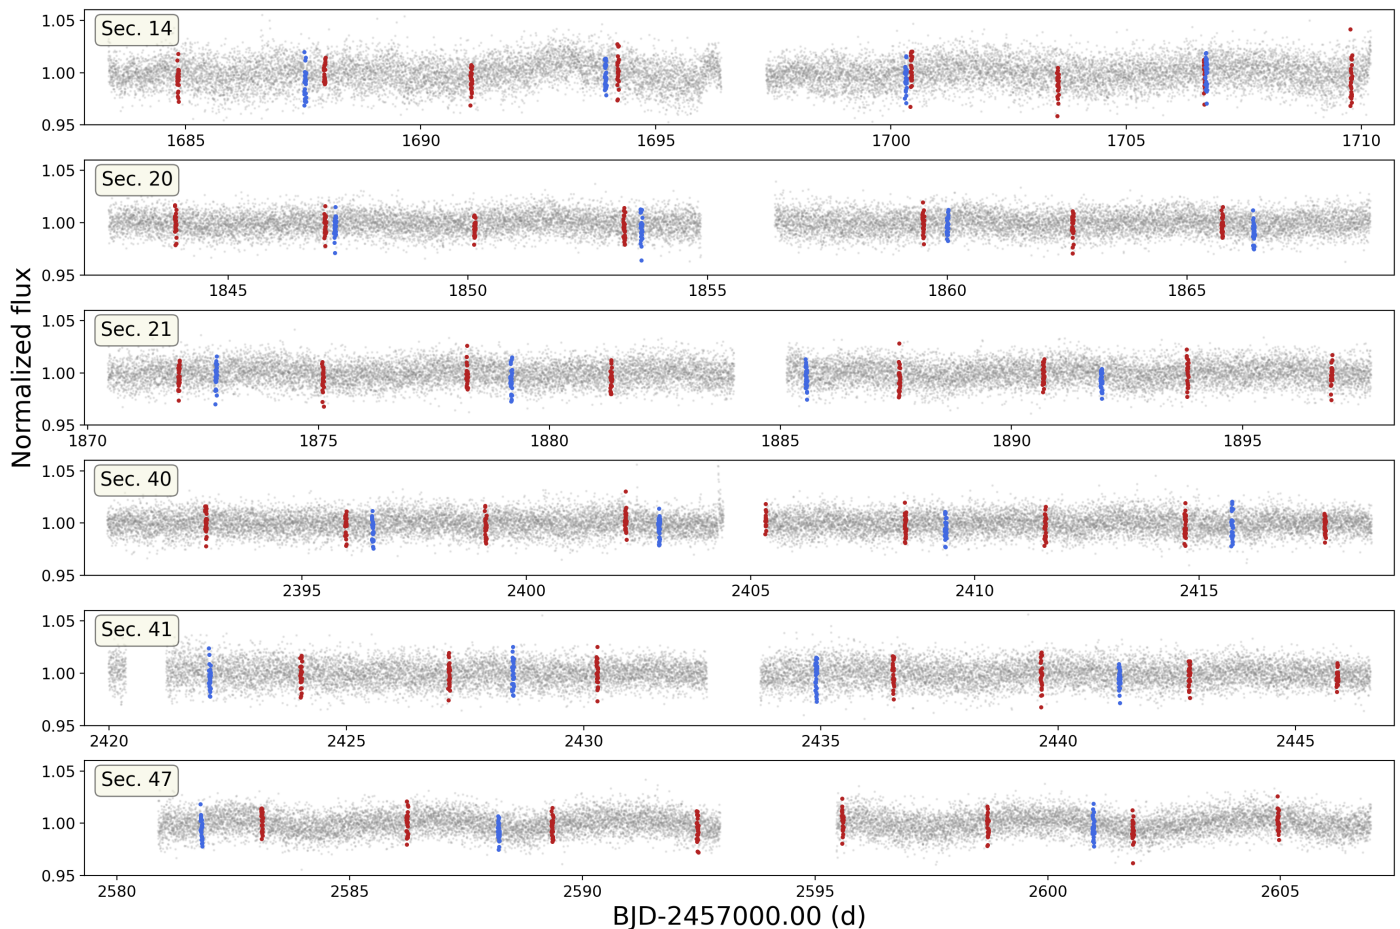 Normalized flux
1.05
Sec. 14
1.00
0.95
1685 1690 1695 1700 1705 1710
1.05
Sec. 20
1.00
0.95
1845 1850 1855 1860 1865
1.05
Sec. 21
1.00
0.95
1870 1875 1880 1885 1890 1895
1.05
Sec. 40
1.00
0.95
2395 2400 2405 2410 2415
1.05
Sec. 41
1.00
0.95
2420 2425 2430 2435 2440 2445
1.05
Sec. 47
1.00
0.95
2580 2585 2590 2595 2600 2605
BJD-2457000.00 (d)